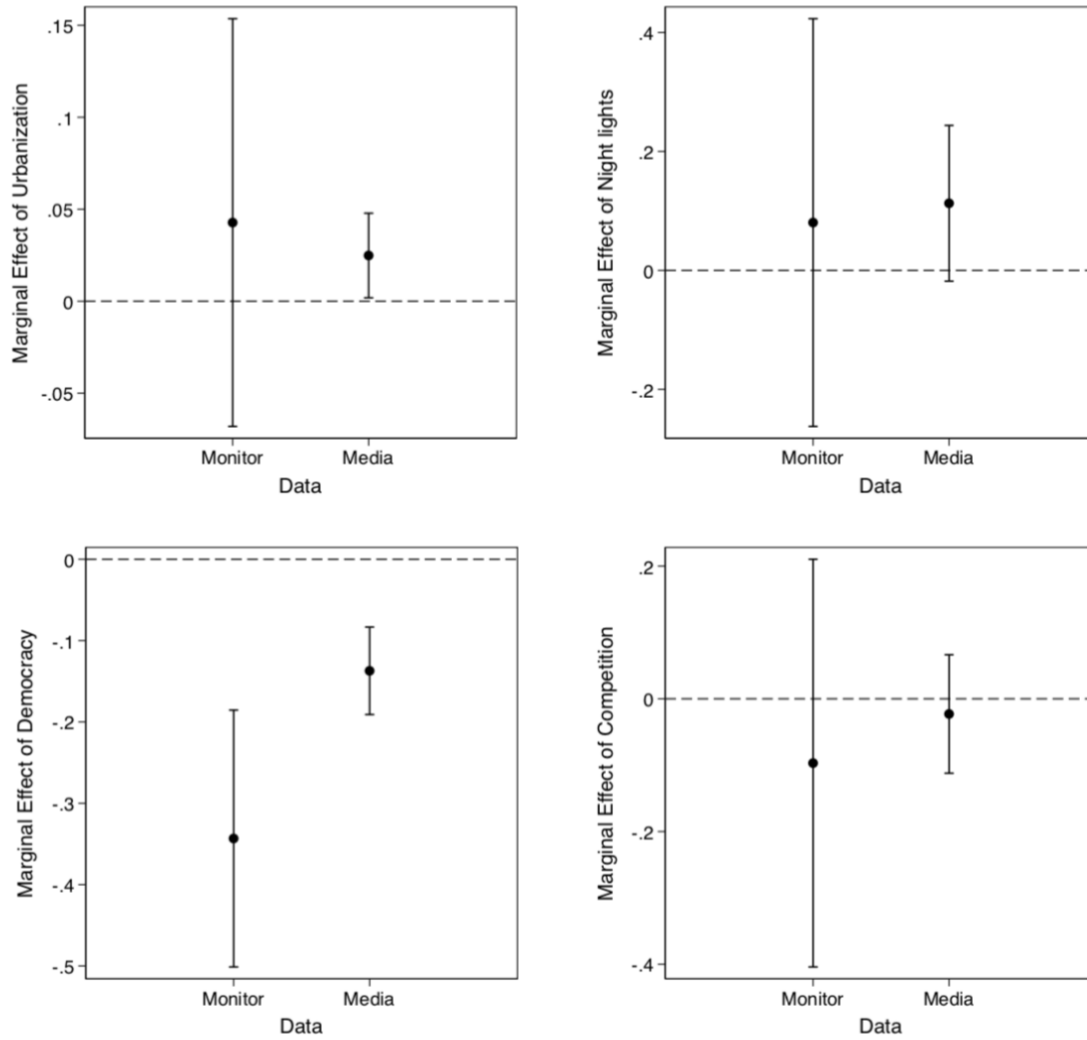 Marginal Effect of Urbanization
.15
.1
.05
0
-.05
Monitor Media
Data
Marginal Effect of Night lights
.4
.2
0
-.2
Monitor Media
Data
Marginal Effect of Democracy
0
-.1
-.2
-.3
-.4
-.5
Monitor Media
Data
Marginal Effect of Competition
.2
0
-.2
-.4
Monitor Media
Data